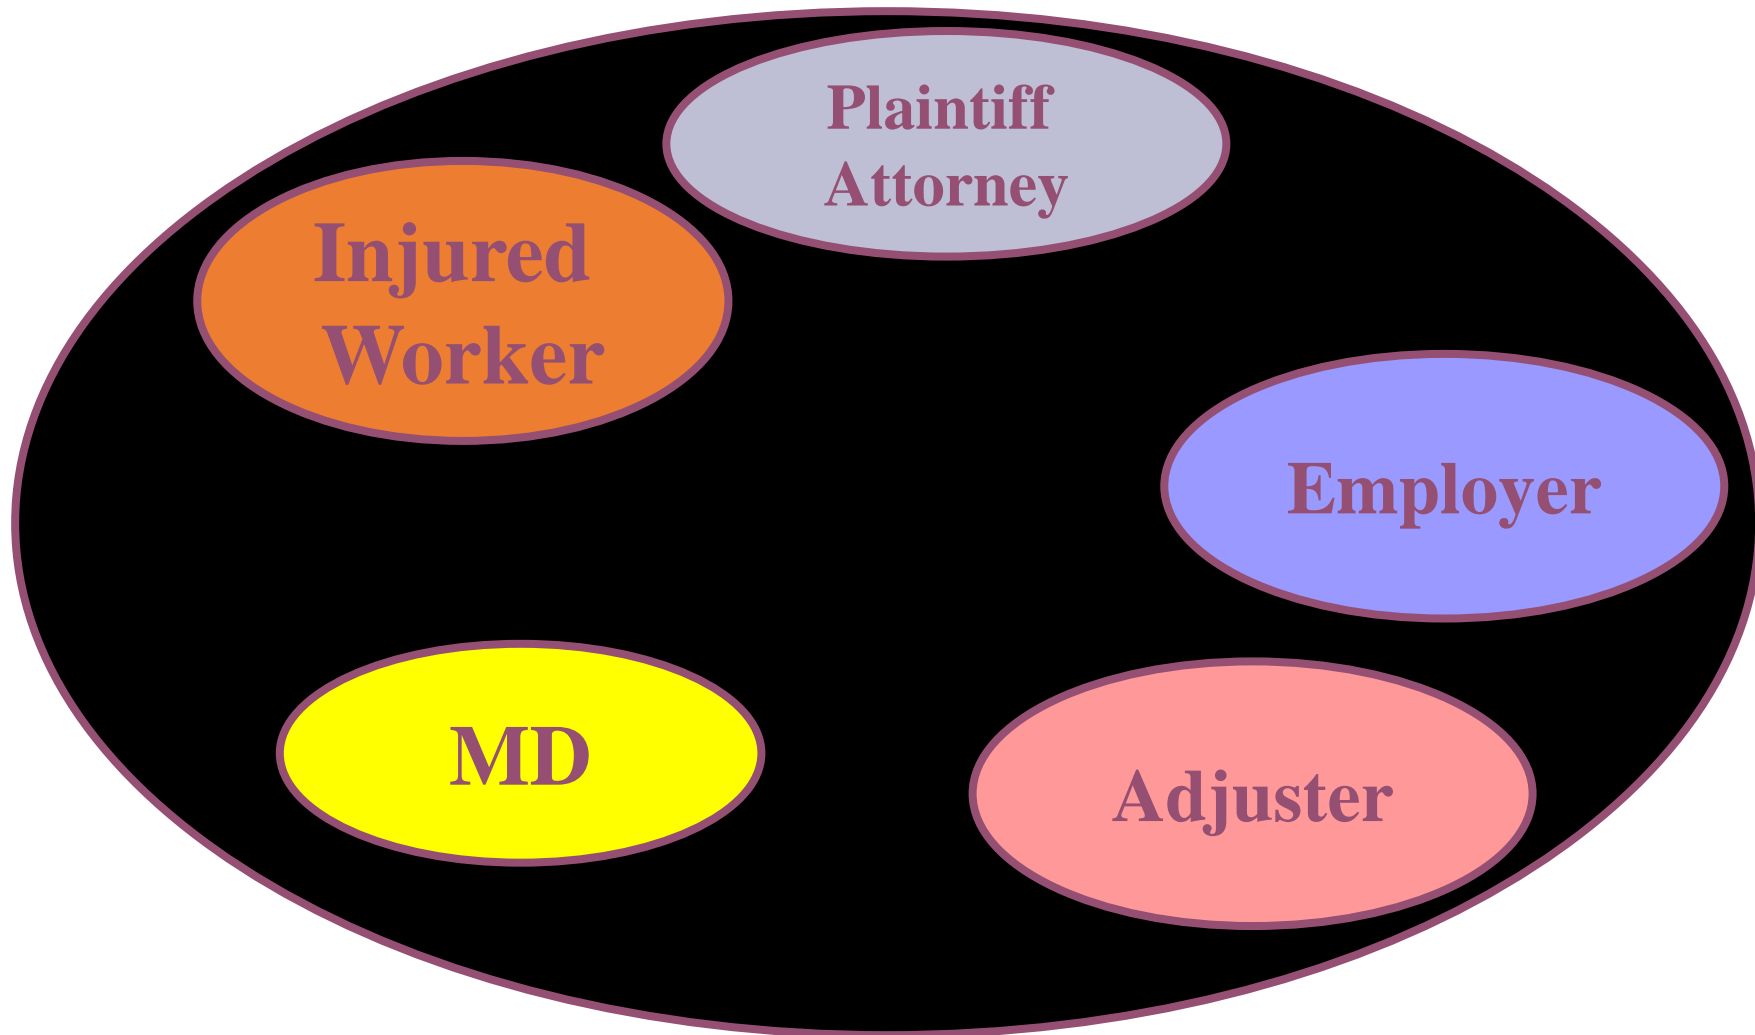 Plaintiff
Attorney
Injured
Worker
Employer
MD
Adjuster